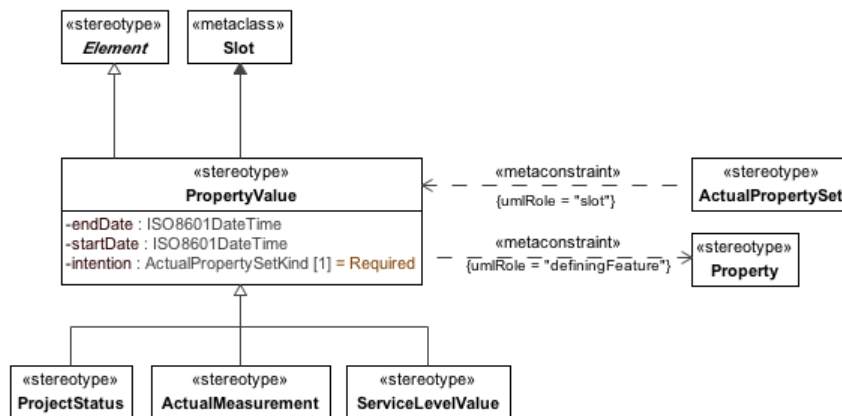 «stereotype»
Element
«metaclass»
Slot
«stereotype»
PropertyValue
-endDate : ISO8601DateTime
-startDate : ISO8601DateTime
-intention : ActualPropertySetKind [1] = Required
«metaconstraint»
{umlRole = "slot"}
«stereotype»
ActualPropertySet
«metaconstraint»
{umlRole = "definingFeature"}
«stereotype»
Property
«stereotype»
ProjectStatus
«stereotype»
ActualMeasurement
«stereotype»
ServiceLevelValue